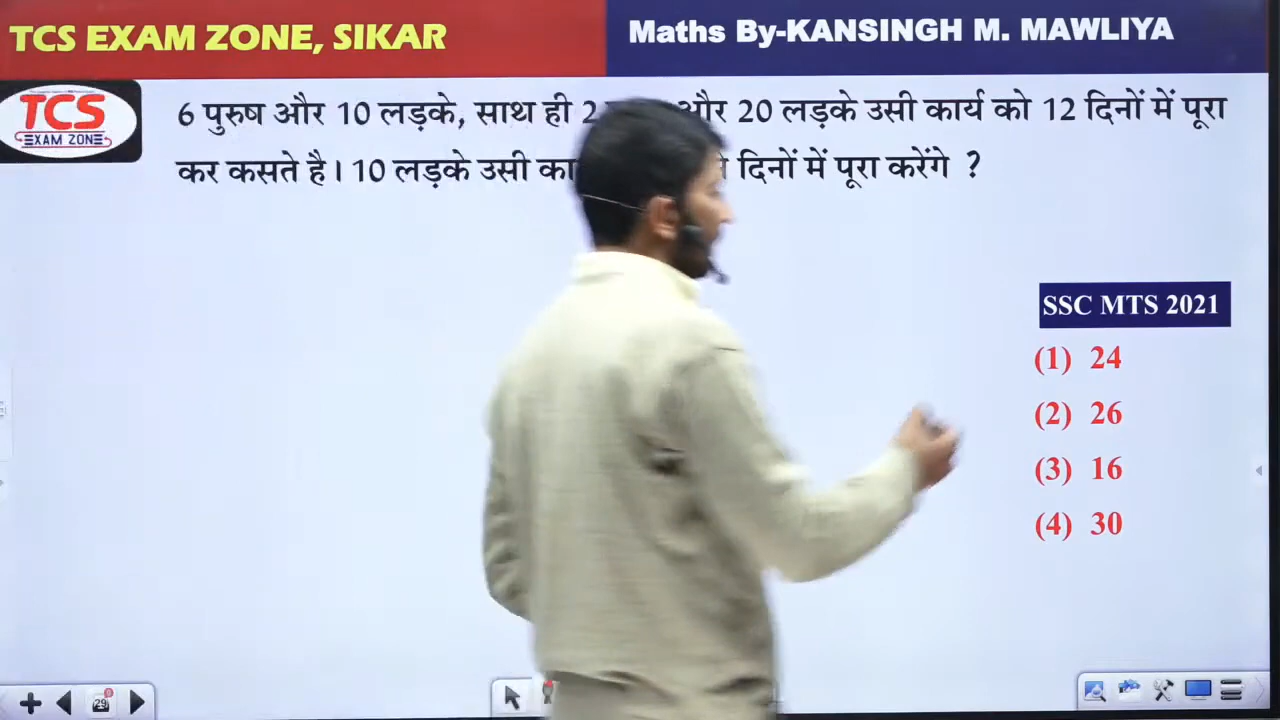 TCS EXAM ZONE, SIKAR
Maths By-KANSINGH M. MAWLIYA
TCS
EXAM ZONE
6 पुरुष और 10 लड़के, साथ ही 2 और 20 लड़के उसी कार्य को 12 दिनों में पूरा
कर कसते है। 10 लड़के उसी दिनों में पूरा करेंगे ?
SSC MTS 2021
(1) 24
(2) 26
(3) 16
(4) 30
29